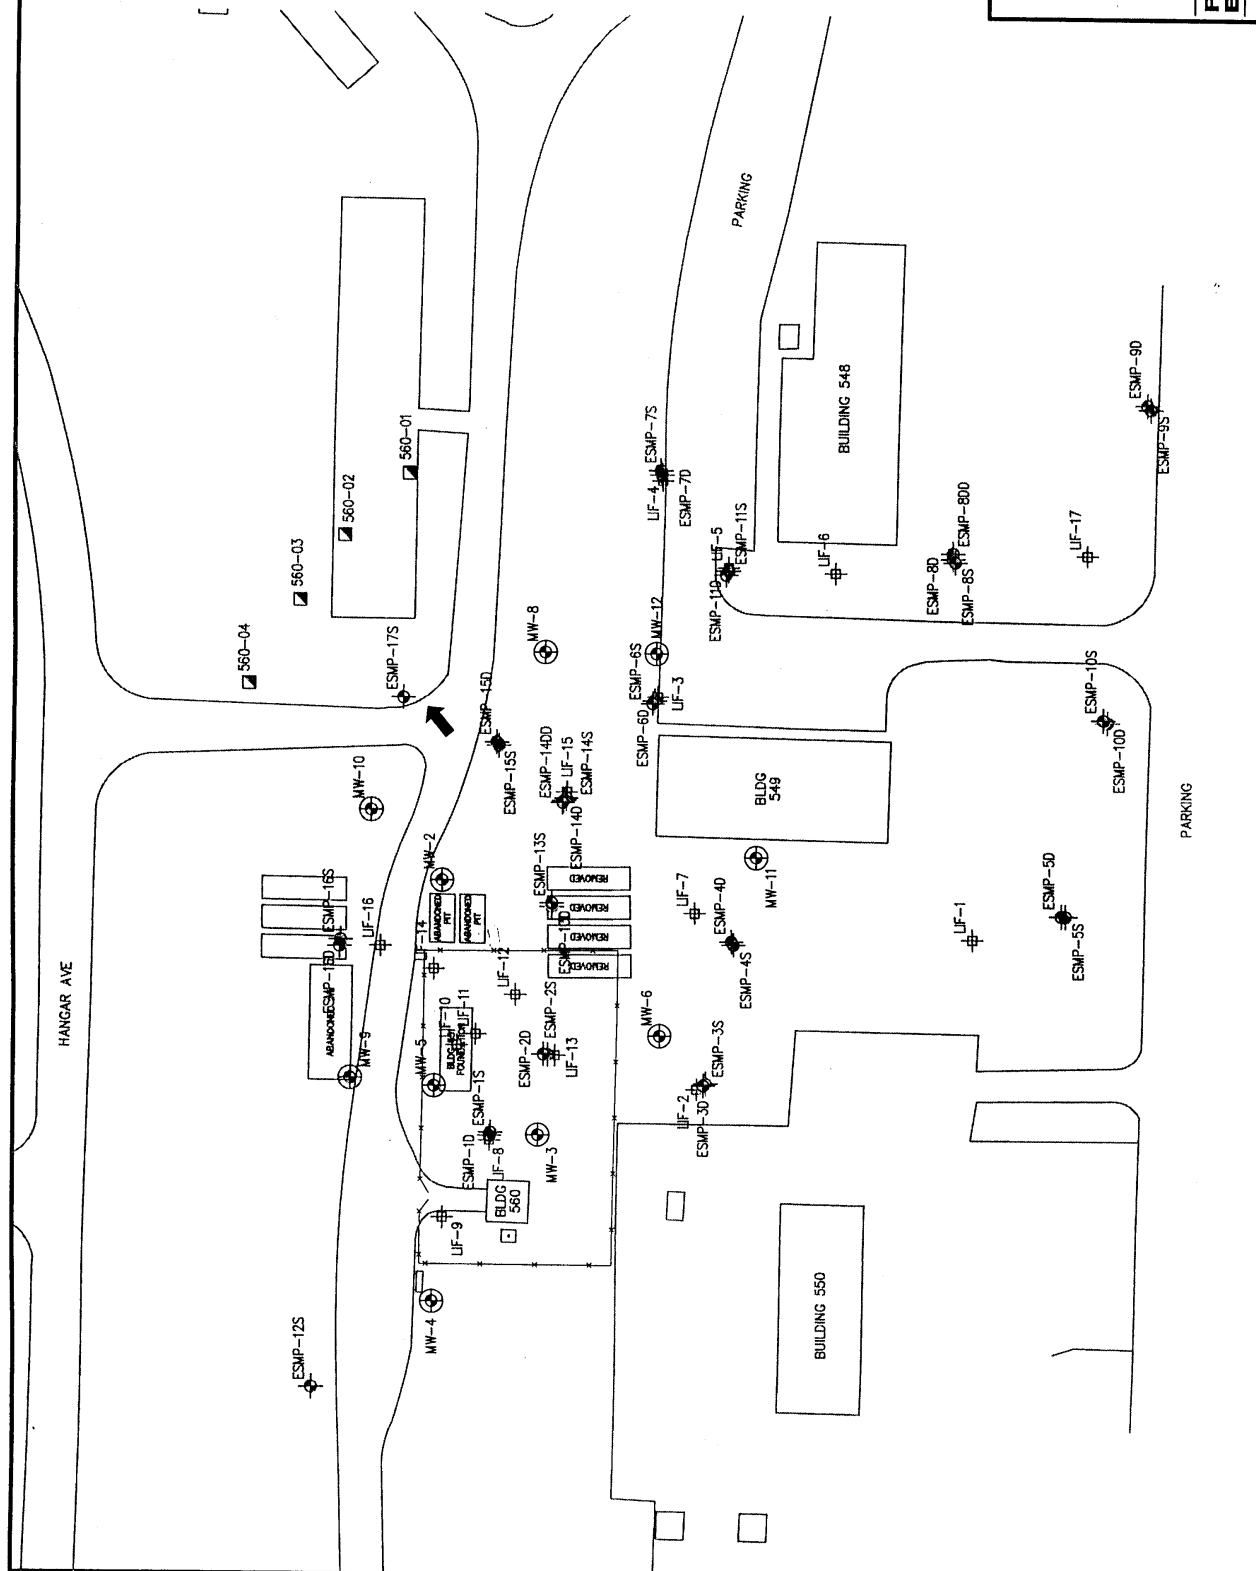 HANGAR AVE
560-04
560-03
560-02
560-01
ESMP-17S
PARKING
MW-10
ESMP-15D
ESMP-15S
MW-8
LIF-4
ESMP-7S
ESMP-7D
BUILDING 548
ESMP-9D
ESMP-9S
LIF-5
ESMP-11S
ESMP-11D
LIF-6
ESMP-8DD
ESMP-8D
ESMP-8S
LIF-17
MW-12
ESMP-6S
LIF-3
ESMP-6D
ESMP-14DD
LIF-15
ESMP-14S
ESMP-14D
BLDG
549
ESMP-10S
ESMP-10D
PARKING
MW-2
ESMP-13S
REMOVED
REMOVED
REMOVED
REMOVED
ABANDONED
PIT
ABANDONED
PIT
ESMP-16S
LIF-16
ESMP-16D
MW-9
LIF-12
LIF-7
ESMP-4D
ESMP-4S
MW-11
LIF-1
ESMP-5D
ESMP-5S
LIF-10
LIF-11
MW-5
ESMP-2S
ESMP-2D
LIF-13
MW-6
ESMP-3S
LIF-2
ESMP-3D
ESMP-1S
ESMP-1D
LIF-8
MW-3
BLDG
560
LIF-9
MW-4
ESMP-12S
BUILDING 550